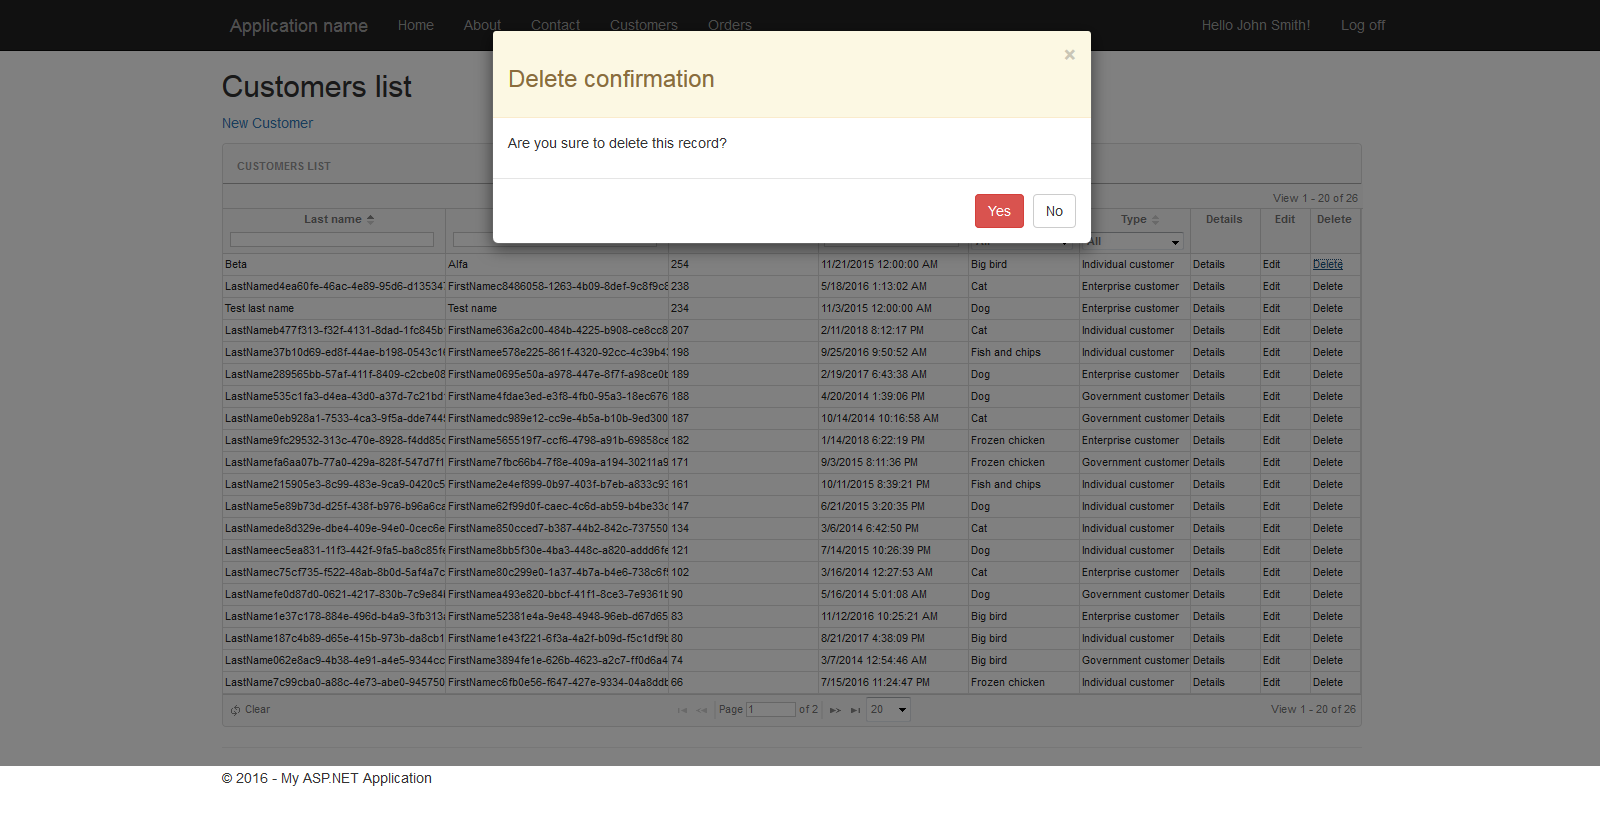 Application name Home About Contact Customers Orders Hello John Smith! Log off
×
Delete confirmation
Are you sure to delete this record?
Yes No
Customers list
New Customer
CUSTOMERS LIST
View 1 - 20 of 26
Last name Type Details Edit Delete
All
Beta Alfa 254 11/21/2015 12:00:00 AM Big bird Individual customer Details Edit Delete
LastNamed4ea60fe-46ac-4e89-95d6-d135347 FirstNamec8486058-1263-4b09-8def-9c8f9c8 238 5/18/2016 1:13:02 AM Cat Enterprise customer Details Edit Delete
Test last name Test name 234 11/3/2015 12:00:00 AM Dog Enterprise customer Details Edit Delete
LastNameb477f313-f32f-4131-8dad-1fc845b FirstName636a2c00-484b-4225-b908-ce8cc8 207 2/11/2018 8:12:17 PM Cat Individual customer Details Edit Delete
LastName37b10d69-ed8f-44ae-b198-0543c1 FirstNamee578e225-861f-4320-92cc-4c39b4 198 9/25/2016 9:50:52 AM Fish and chips Individual customer Details Edit Delete
LastName289565bb-57af-411f-8409-c2cbe08 FirstName0695e50a-a978-447e-8f7f-a98ce0b 189 2/19/2017 6:43:38 AM Dog Enterprise customer Details Edit Delete
LastName535c1fa3-d4ea-43d0-a37d-7c21bd FirstName4fdae3ed-e3f8-4fb0-95a3-18ec676 188 4/20/2014 1:39:06 PM Dog Government customer Details Edit Delete
LastName0eb928a1-7533-4ca3-9f5a-dde744 FirstNamedc989e12-cc9e-4b5a-b10b-9ed300 187 10/14/2014 10:16:58 AM Cat Government customer Details Edit Delete
LastName9fc29532-313c-470e-8928-f4dd85c FirstName565519f7-ccf6-4798-a91b-69858ce 182 1/14/2018 6:22:19 PM Frozen chicken Enterprise customer Details Edit Delete
LastNamefa6aa07b-77a0-429a-828f-547d7f1 FirstName7fbc66b4-7f8e-409a-a194-30211a9 171 9/3/2015 8:11:36 PM Frozen chicken Government customer Details Edit Delete
LastName215905e3-8c99-483e-9ca9-0420c5 FirstName2e4ef899-0b97-403f-b7eb-a833c93 161 10/11/2015 8:39:21 PM Fish and chips Individual customer Details Edit Delete
LastName5e89b73d-d25f-438f-b976-b96a6ca FirstName62f99d0f-caec-4c6d-ab59-b4be33c 147 6/21/2015 3:20:35 PM Dog Individual customer Details Edit Delete
LastNamede8d329e-dbe4-409e-94e0-0cec6e FirstName850cced7-b387-44b2-842c-737550 134 3/6/2014 6:42:50 PM Cat Individual customer Details Edit Delete
LastNameec5ea831-11f3-442f-9fa5-ba8c85fe FirstName8bb5f30e-4ba3-448c-a820-addd6fe 121 7/14/2015 10:26:39 PM Dog Individual customer Details Edit Delete
LastNamec75cf735-f522-48ab-8b0d-5af4a7c FirstName80c299e0-1a37-4b7a-b4e6-738c6f 102 3/16/2014 12:27:53 AM Cat Enterprise customer Details Edit Delete
LastNamefe0d87d0-0621-4217-830b-7c9e84 FirstNamea493e820-bbcf-41f1-8ce3-7e9361b 90 5/16/2014 5:01:08 AM Dog Government customer Details Edit Delete
LastName1e37c178-884e-496d-b4a9-3fb313 FirstName52381e4a-9e48-4948-96eb-d67d65 83 11/12/2016 10:25:21 AM Big bird Enterprise customer Details Edit Delete
LastName187c4b89-d65e-415b-973b-da8cb1 FirstName1e43f221-6f3a-4a2f-b09d-f5c1df9b 80 8/21/2017 4:38:09 PM Big bird Individual customer Details Edit Delete
LastName062e8ac9-4b38-4e91-a4e5-9344cc FirstName3894fe1e-626b-4623-a2c7-ff0d6a4 74 3/7/2014 12:54:46 AM Big bird Government customer Details Edit Delete
LastName7c99cba0-a88c-4e73-abe0-945750 FirstNamec6fb0e56-f647-427e-9334-04a8ddb 66 7/15/2016 11:24:47 PM Frozen chicken Individual customer Details Edit Delete
Clear Page 1 of 2 20 View 1 - 20 of 26
© 2016 - My ASP.NET Application